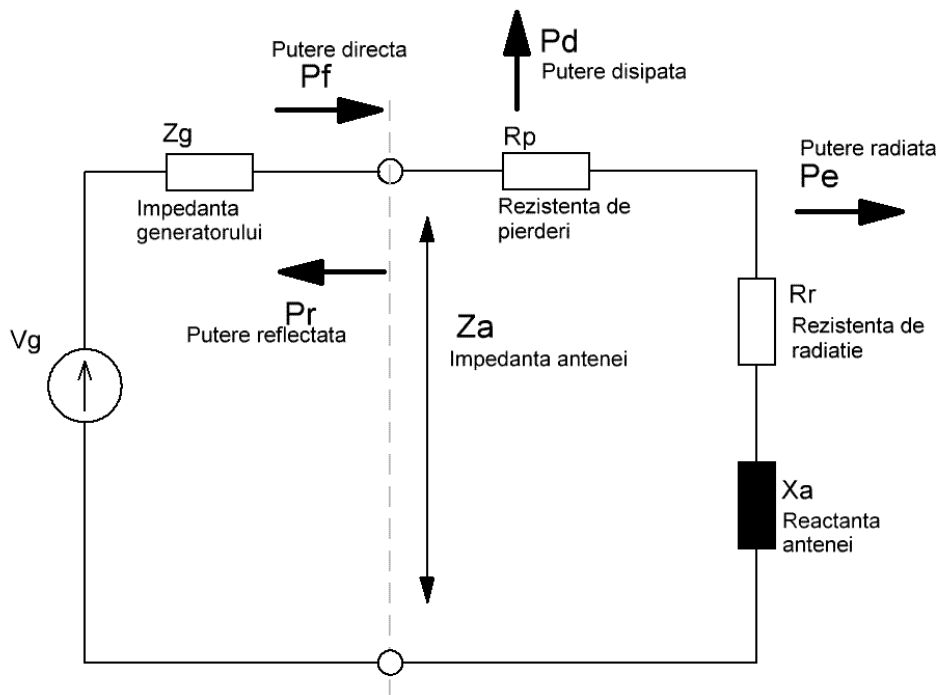 Putere directa
Pf
Pd
Putere disipata
Zg
Rp
Putere radiata
Pe
Impedanta
generatorului
Rezistenta de
pierderi
Pr
Putere reflectata
Za
Impedanta antenei
Rr
Rezistenta de
radiatie
Vg
Xa
Reactanta
antenei